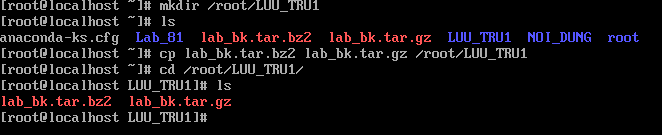 [root@localhost ~]# mkdir /root/LUU_TRU1
[root@localhost ~]# ls
anaconda-ks.cfg  Lab_81  lab_bk.tar.bz2  lab_bk.tar.gz  LUU_TRU1  NOI_DUNG  root
[root@localhost ~]# cp lab_bk.tar.bz2 lab_bk.tar.gz /root/LUU_TRU1
[root@localhost ~]# cd /root/LUU_TRU1/
[root@localhost LUU_TRU1]# ls
lab_bk.tar.bz2  lab_bk.tar.gz
[root@localhost LUU_TRU1]#